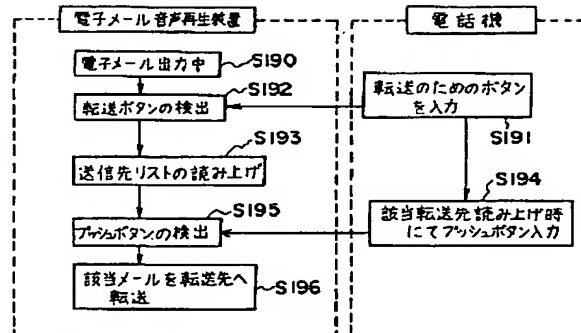 電子メール音声再生装置
電話機
電子メール出力中
S190
S192
転送ボタンの検出
転送のためのボタン
を入力
S191
S193
送信先リストの読み上げ
S194
S195
該当転送先読み上げ時
にてプッシュボタン入力
プッシュボタンの検出
該当メールを転送先へ
転送
S196